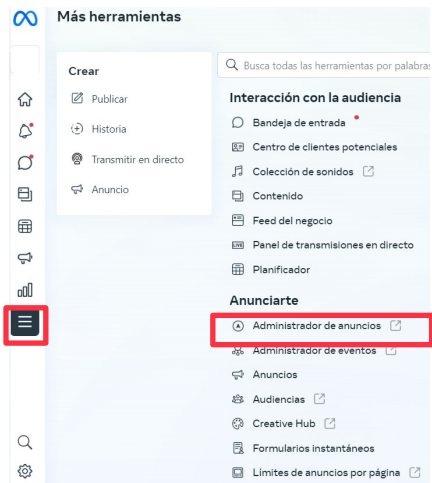 Más herramientas
Crear
Publicar
Historia
Transmitir en directo
Anuncio
Busca todas las herramientas por palabras
Interacción con la audiencia
Bandeja de entrada
Centro de clientes potenciales
Colección de sonidos
Contenido
Feed del negocio
LIVE Panel de transmisiones en directo
Planificador
Anunciarte
Administrador de anuncios
Administrador de eventos
Anuncios
Audiencias
Creative Hub
Formularios instantáneos
Límites de anuncios por página